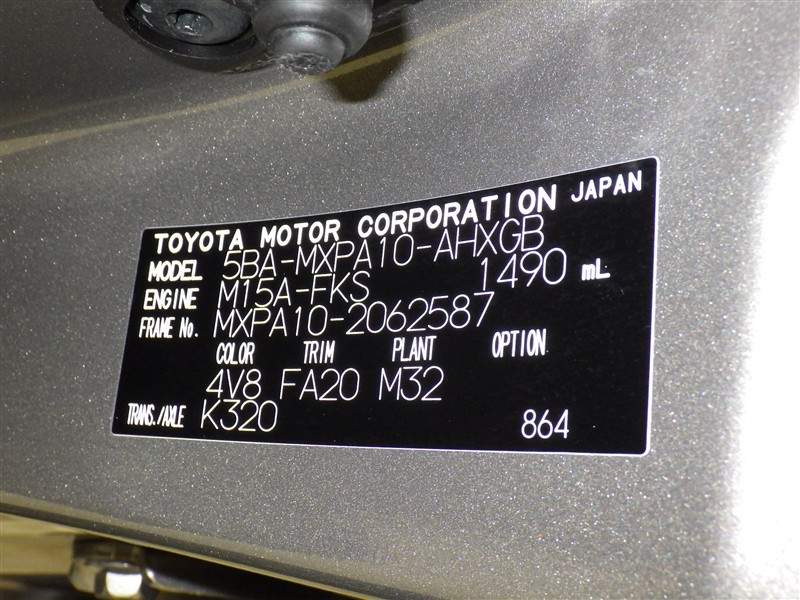 TOYOTA MOTOR CORPORATION JAPAN
MODEL 5BA-MXPA10-AHXGB
ENGINE M15A-FKS 1490 mL
FRAME No. MXPA10-2062587
COLOR TRIM PLANT OPTION
4V8 FA20 M32
TRANS./AXLE K320 864